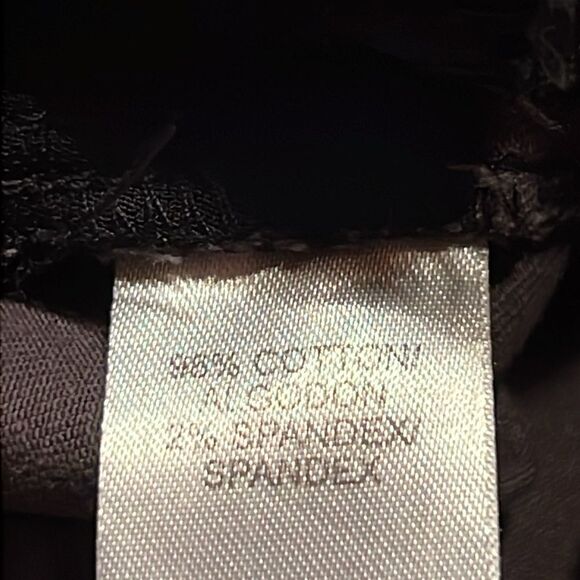 98% COTTON/
ALGODON
2% SPANDEX/
SPANDEX